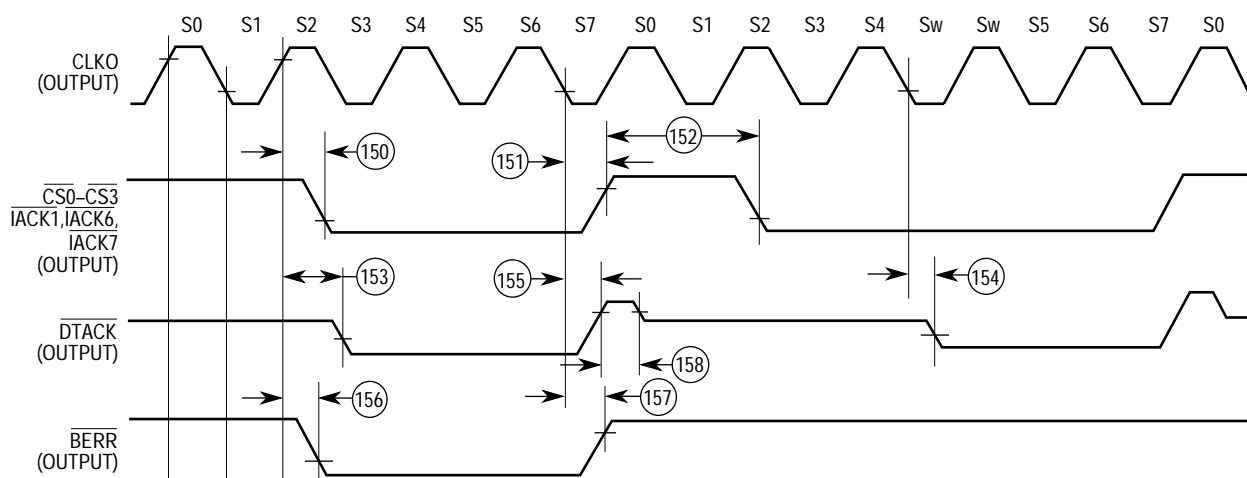 S0 S1 S2 S3 S4 S5 S6 S7 S0 S1 S2 S3 S4 Sw Sw S5 S6 S7 S0
CLKO
(OUTPUT)
150
151
152
CS0–CS3
IACK1,IACK6,
IACK7
(OUTPUT)
153
155
154
DTACK
(OUTPUT)
158
156
157
BERR
(OUTPUT)